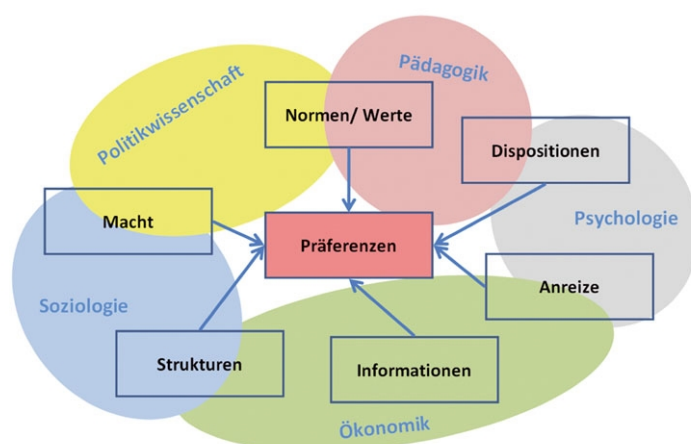 Politikwissenschaft
Pädagogik
Normen/ Werte
Dispositionen
Macht
Präferenzen
Psychologie
Soziologie
Anreize
Strukturen
Informationen
Ökonomik